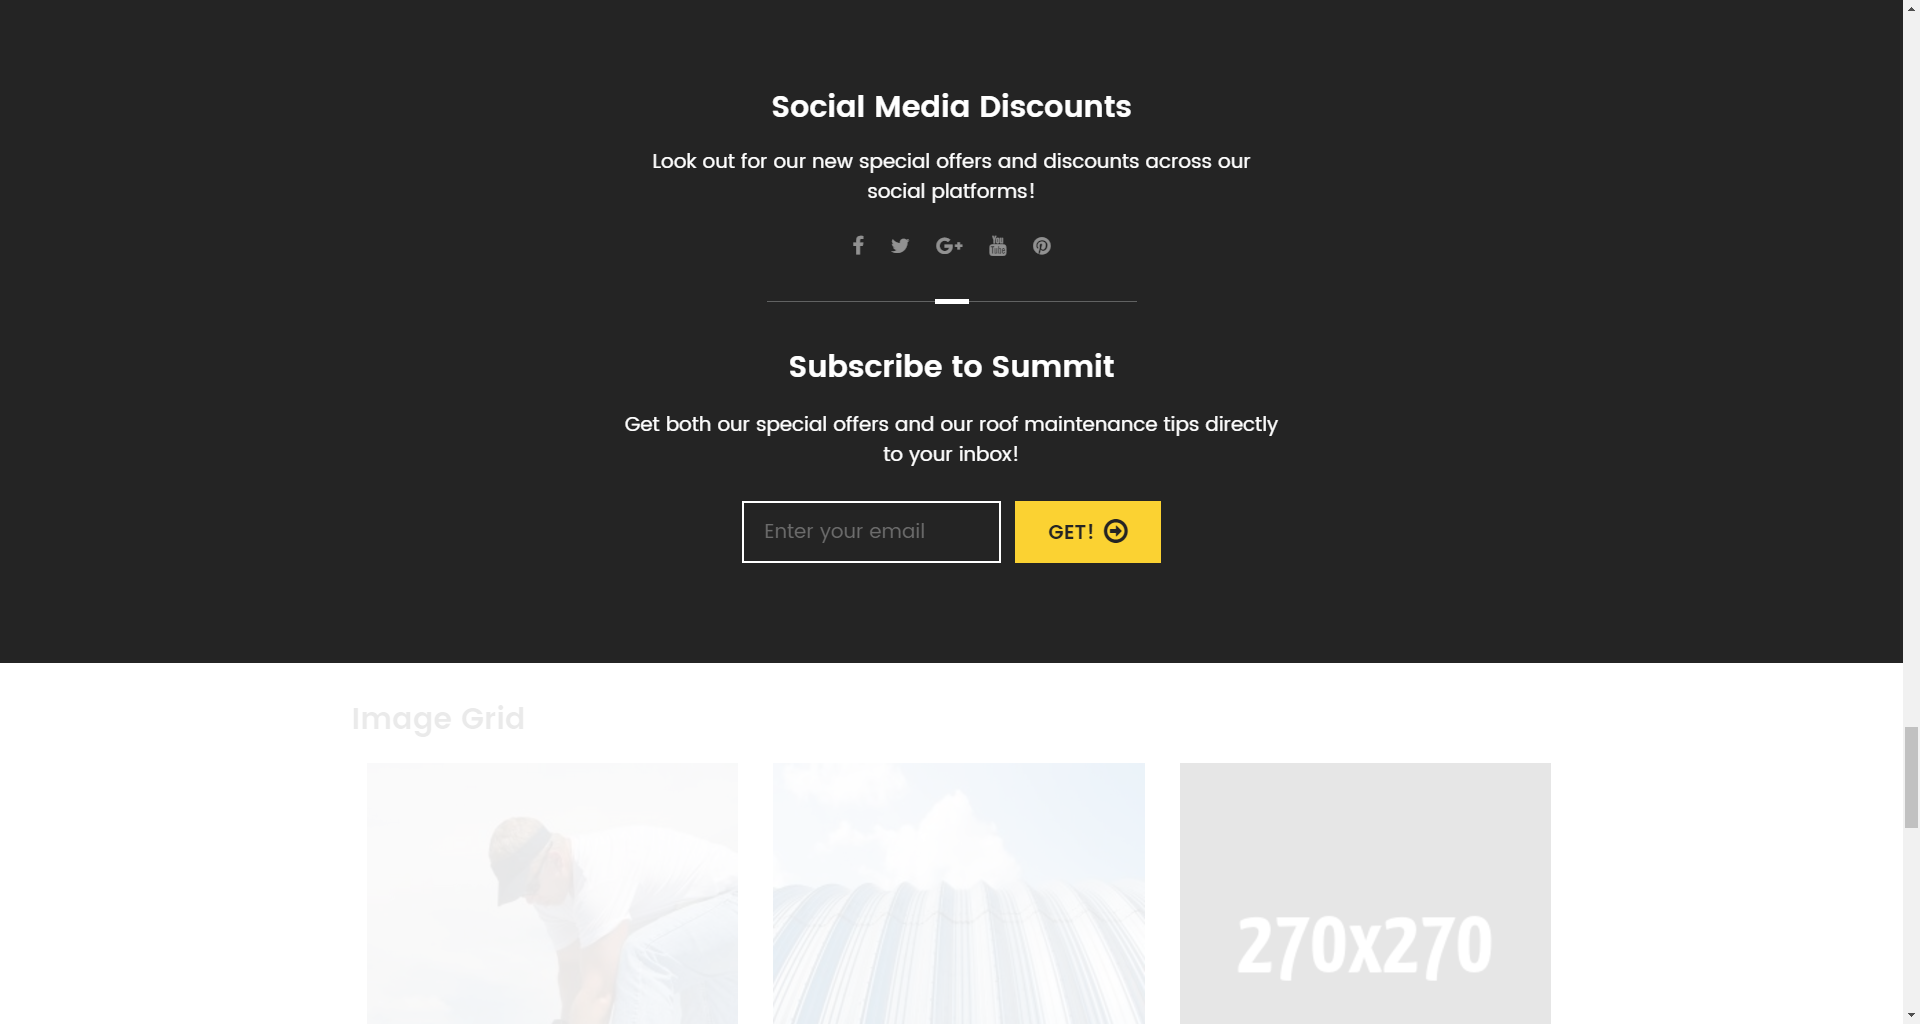 Social Media Discounts
Look out for our new special offers and discounts across our
social platforms!
G+
You
Tube
Subscribe to Summit
Get both our special offers and our roof maintenance tips directly
to your inbox!
Enter your email
GET!
Image Grid
270x270